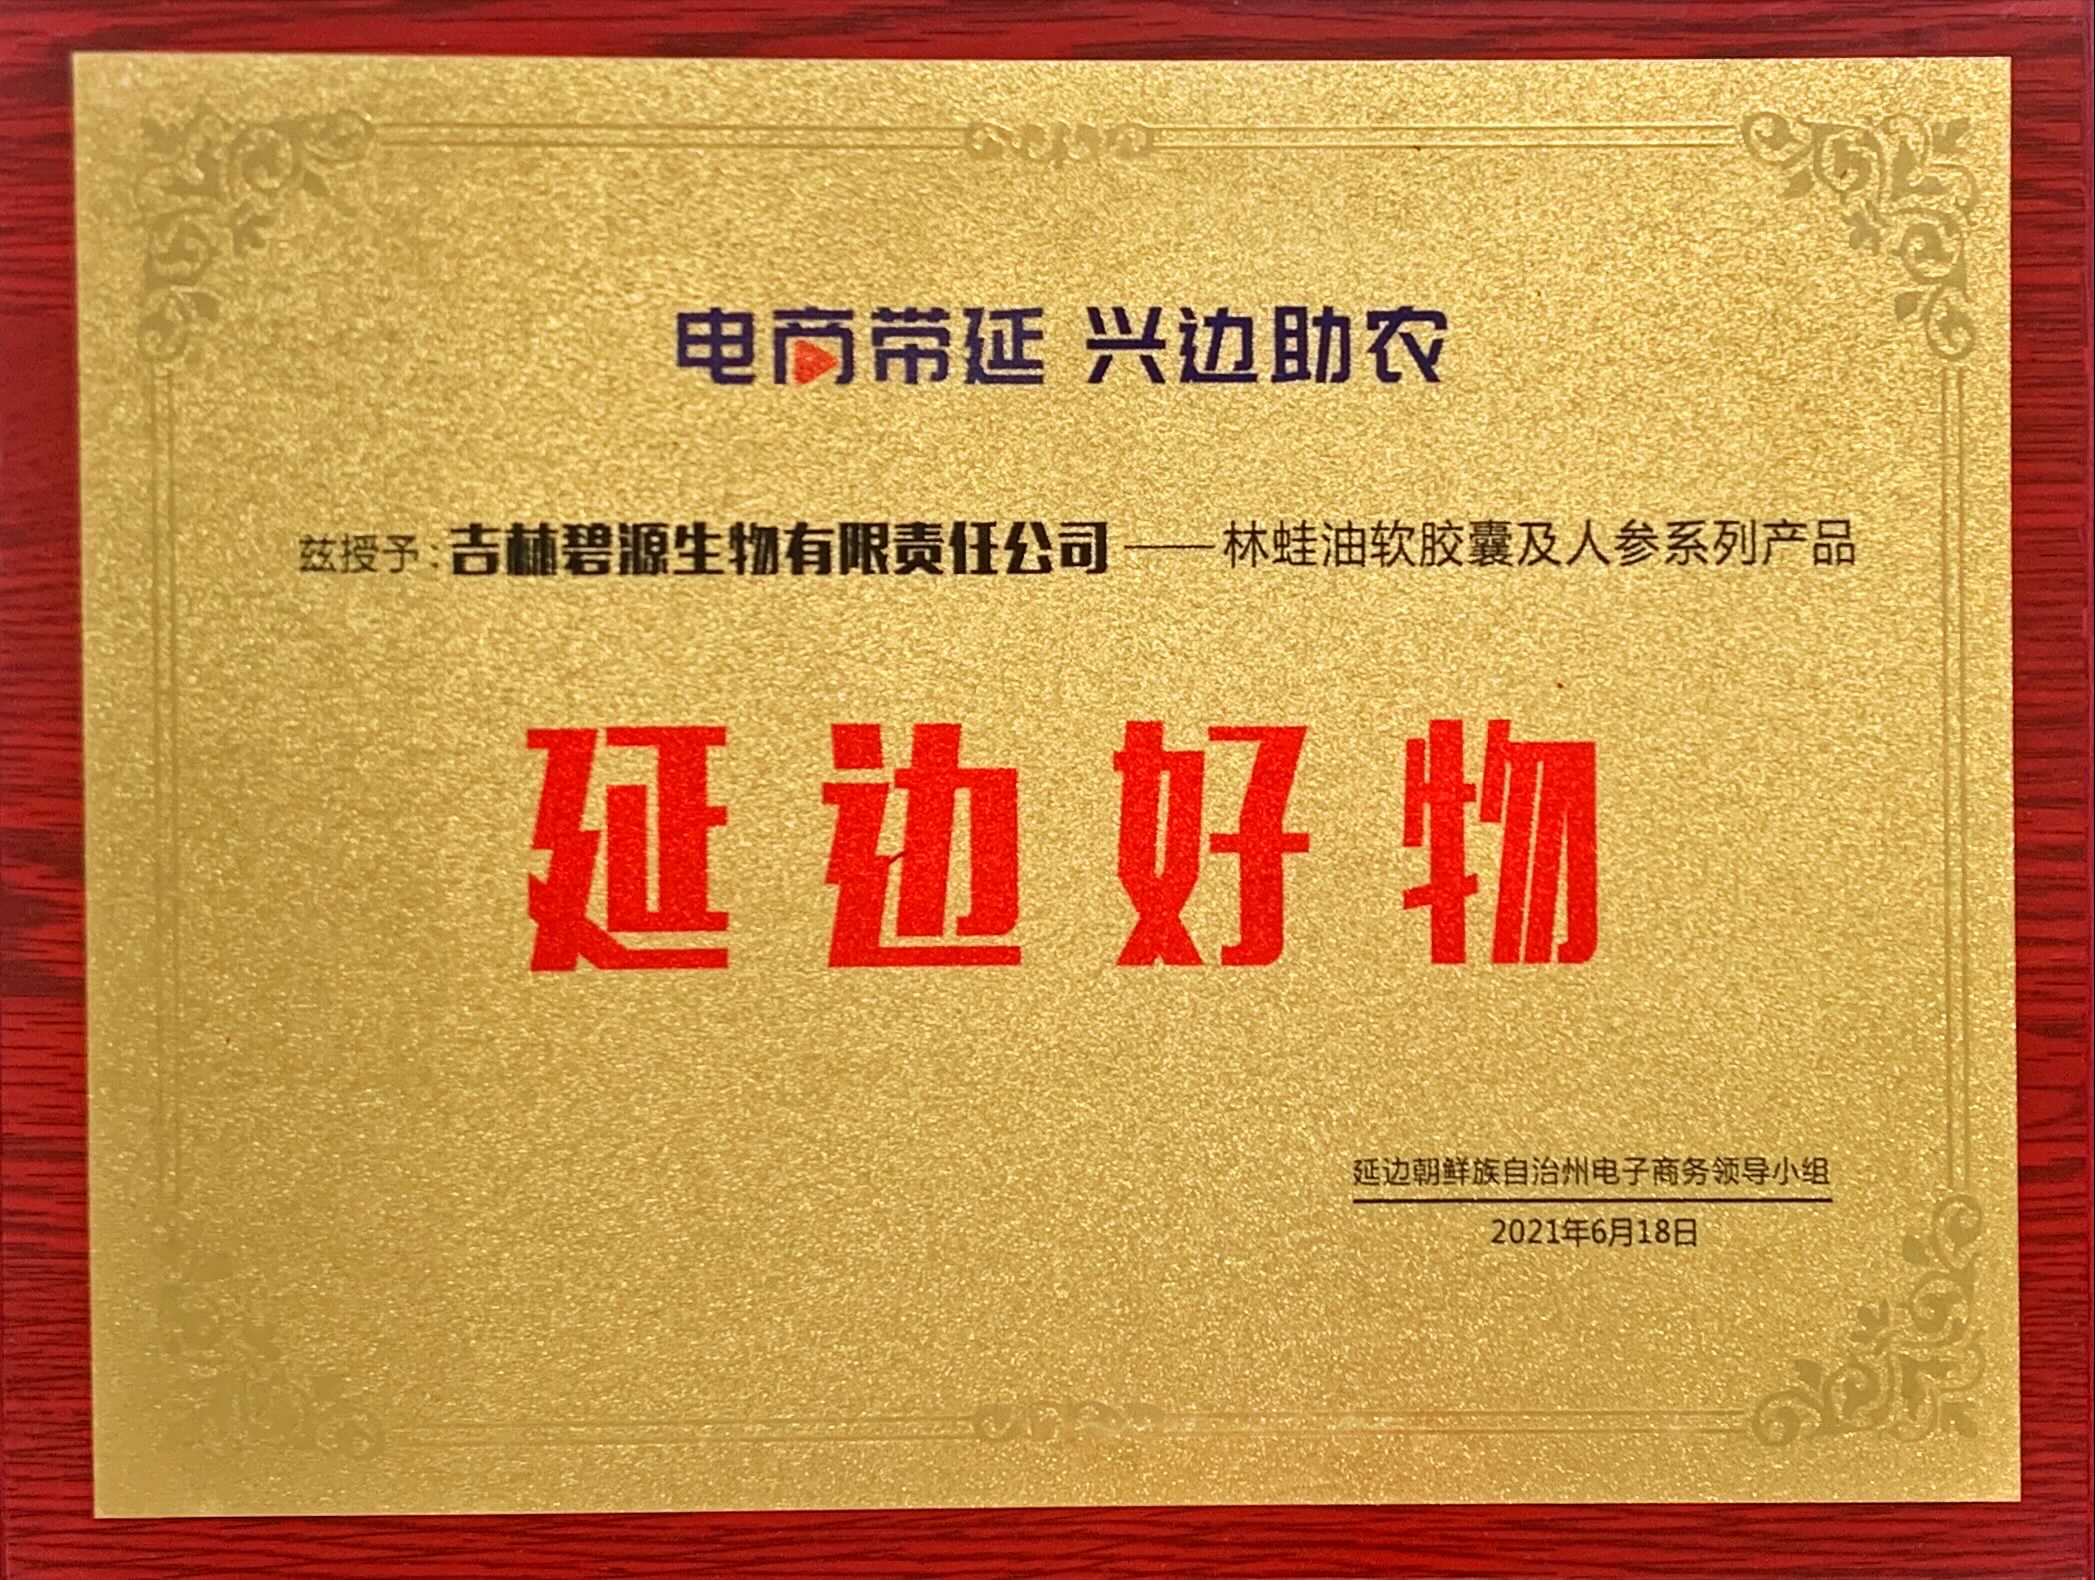 电商带延 兴边助农
兹授予:吉林碧源生物有限责任公司——林蛙油软胶囊及人参系列产品
延边好物
延边朝鲜族自治州电子商务领导小组
2021年6月18日